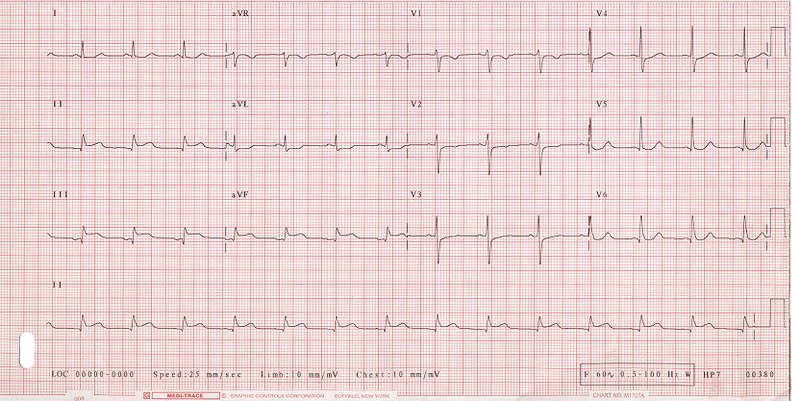 I aVR V1 V4
II aVL V2 V5
III aVF V3 V6
II
LOC 00000-0000 Speed:25 mm/sec Limb:10 mm/mV Chest:10 mm/mV F 60~ 0.5-100 Hz W HP7 00380
G MEDI-TRACE GRAPHIC CONTROLS CORPORATION BUFFALO, NEW YORK CHART NO. M1707A